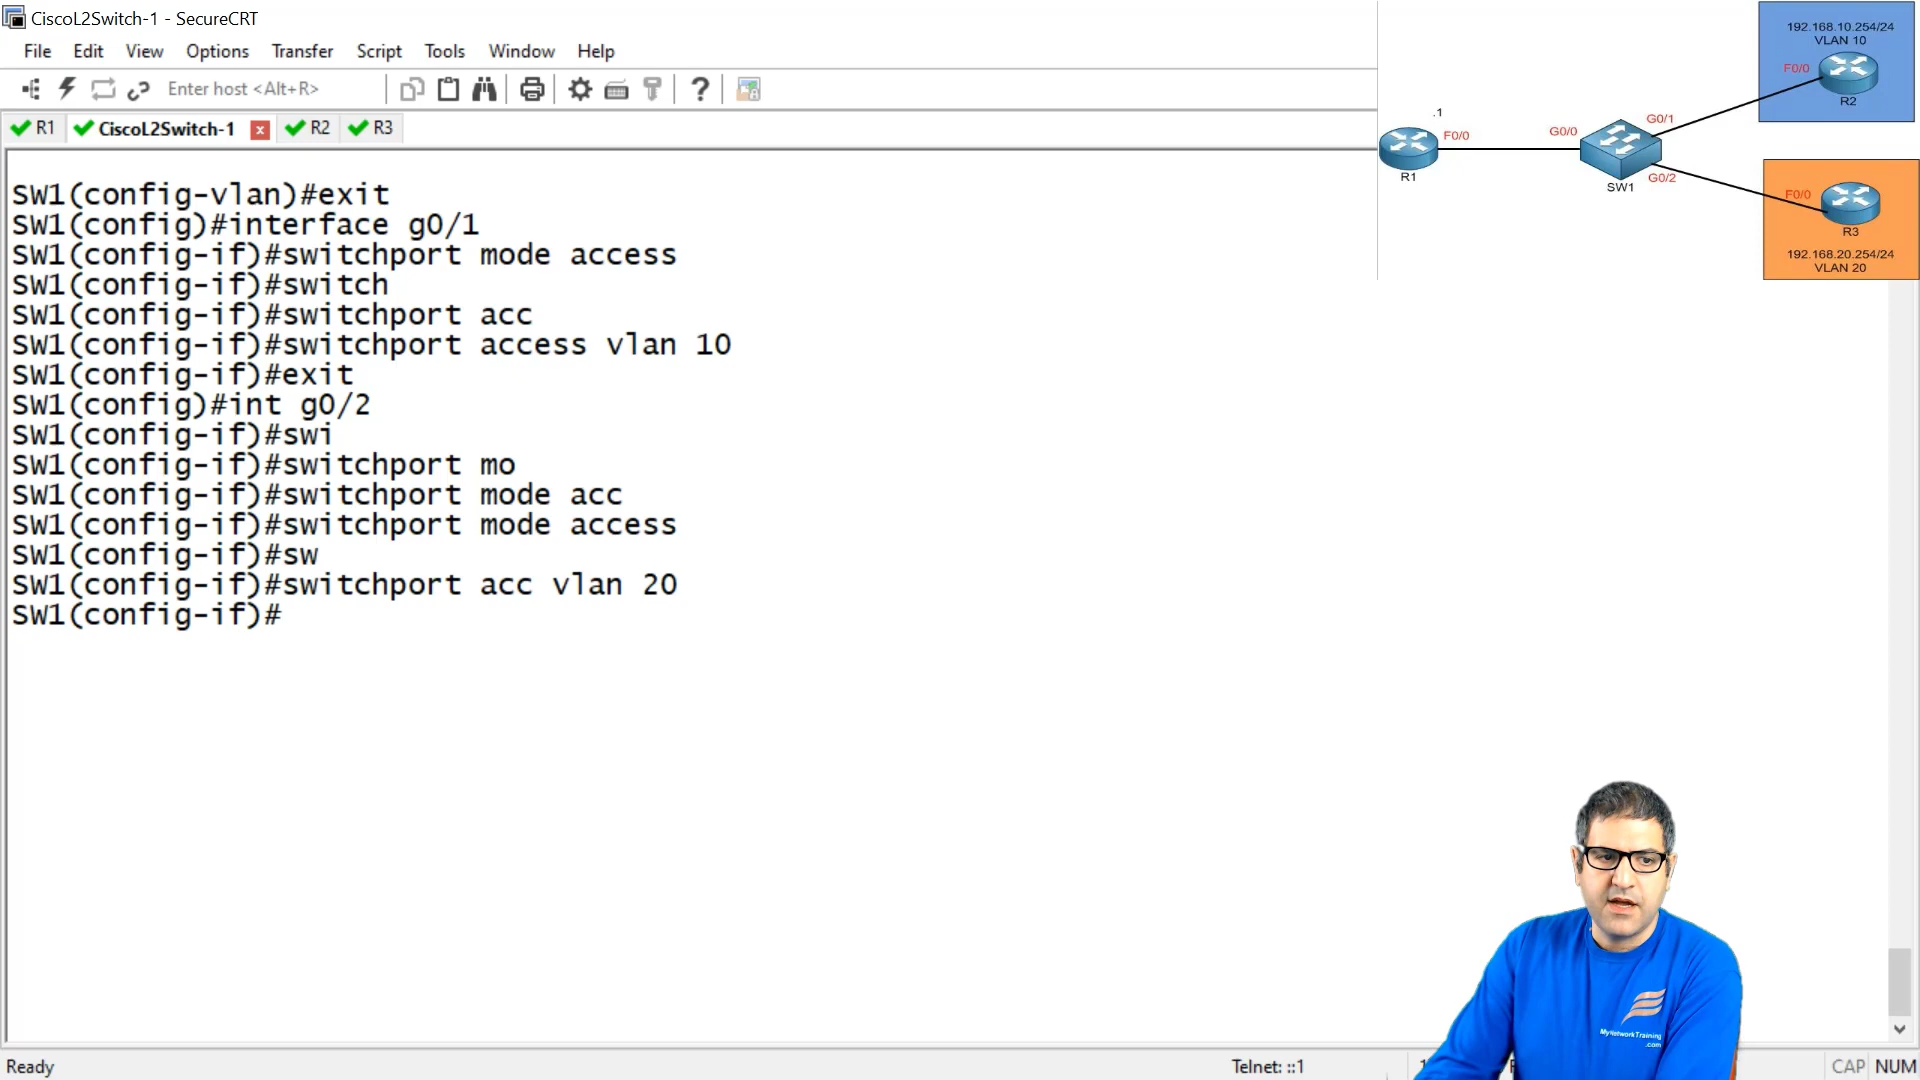 CiscoL2Switch-1 - SecureCRT
File Edit View Options Transfer Script Tools Window Help
Enter host <Alt+R>
R1 CiscoL2Switch-1 R2 R3
SW1(config-vlan)#exit
SW1(config)#interface g0/1
SW1(config-if)#switchport mode access
SW1(config-if)#switch
SW1(config-if)#switchport acc
SW1(config-if)#switchport access vlan 10
SW1(config-if)#exit
SW1(config)#int g0/2
SW1(config-if)#swi
SW1(config-if)#switchport mo
SW1(config-if)#switchport mode acc
SW1(config-if)#switchport mode access
SW1(config-if)#sw
SW1(config-if)#switchport acc vlan 20
SW1(config-if)#
192.168.10.254/24
VLAN 10
F0/0
R2
.1
F0/0
R1
G0/0
G0/1
SW1
G0/2
F0/0
R3
192.168.20.254/24
VLAN 20
MyNetworkTraining
.com
Ready
Telnet: ::1
CAP NUM